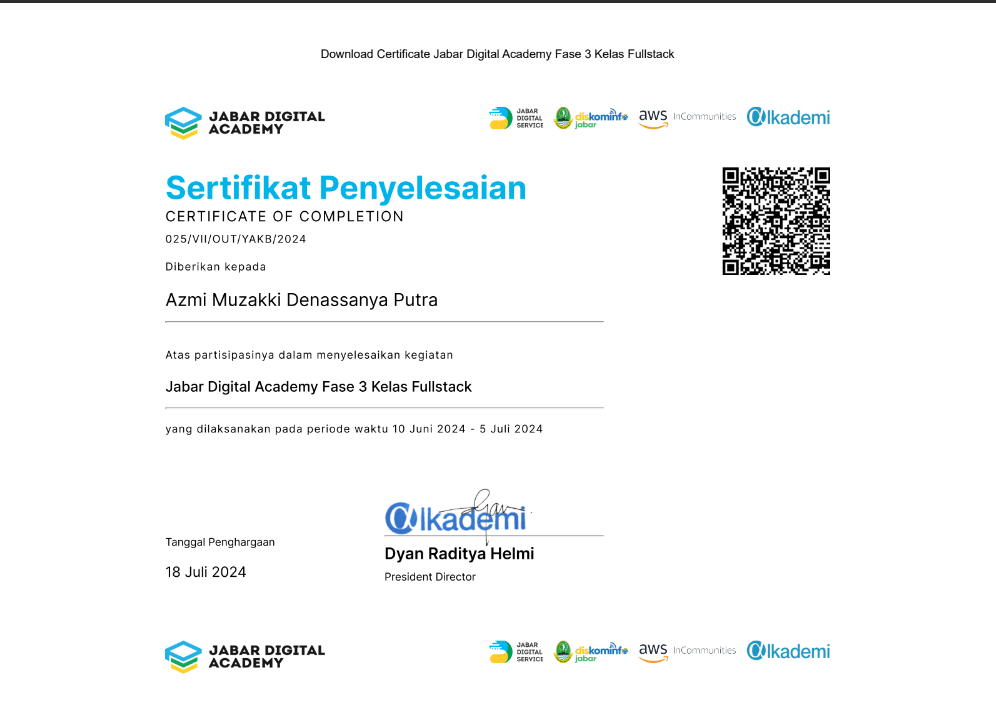 Download Certificate Jabar Digital Academy Fase 3 Kelas Fullstack
JABAR DIGITAL
ACADEMY
JABAR
DIGITAL
SERVICE
diskominfo
jabar
aws InCommunities
Alkademi
Sertifikat Penyelesaian
CERTIFICATE OF COMPLETION
025/VII/OUT/YAKB/2024
Diberikan kepada
Azmi Muzakki Denassanya Putra
Atas partisipasinya dalam menyelesaikan kegiatan
Jabar Digital Academy Fase 3 Kelas Fullstack
yang dilaksanakan pada periode waktu 10 Juni 2024 - 5 Juli 2024
Alkademi
Tanggal Penghargaan
Dyan Raditya Helmi
18 Juli 2024
President Director
JABAR DIGITAL
ACADEMY
JABAR
DIGITAL
SERVICE
diskominfo
jabar
aws InCommunities
Alkademi